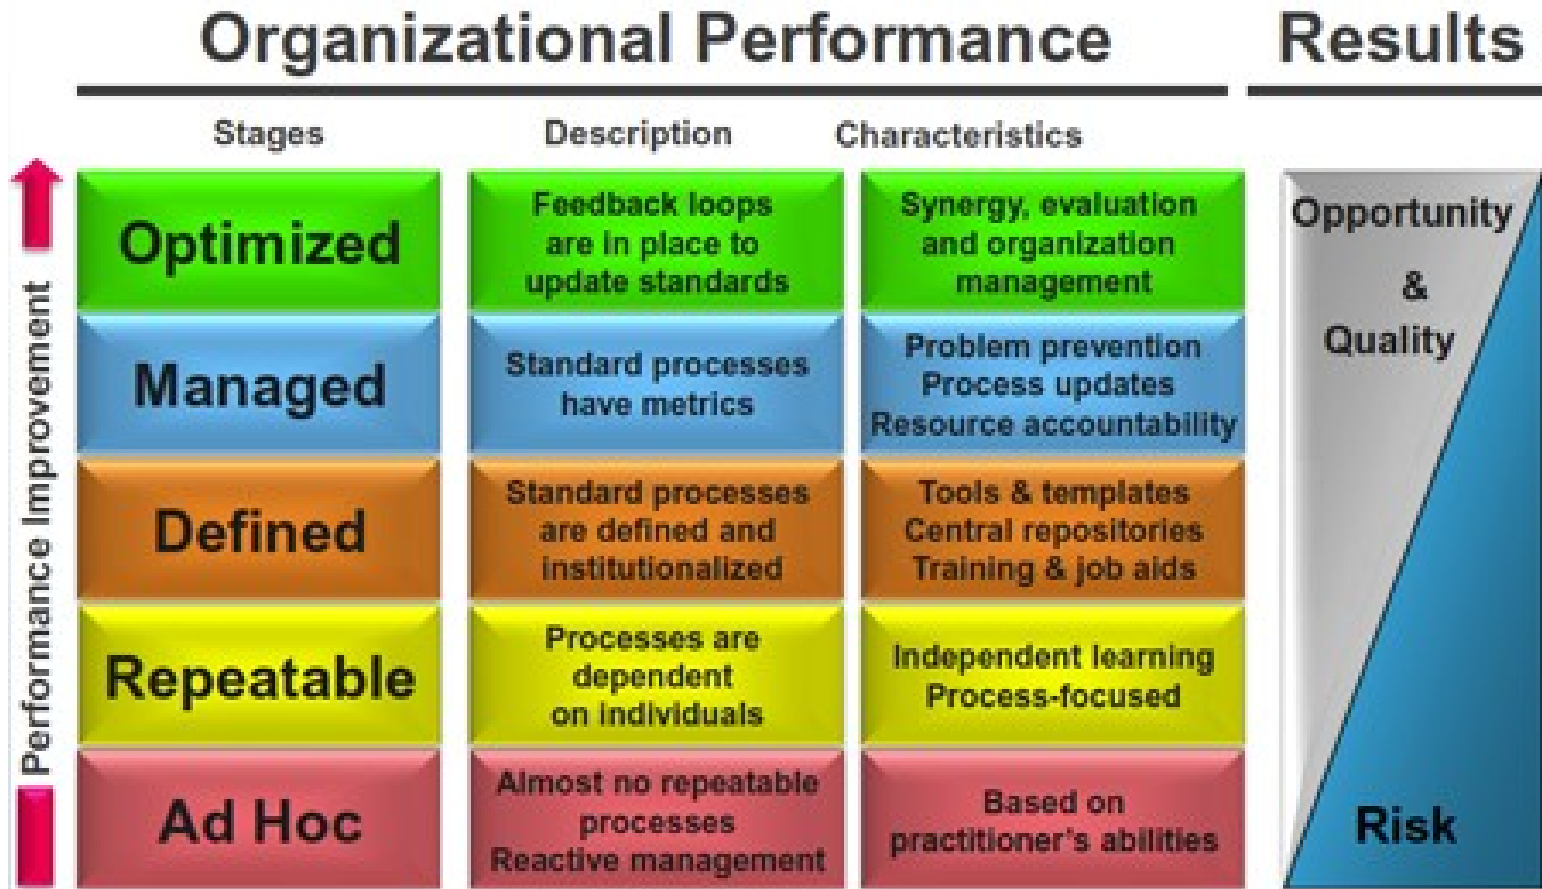 Organizational Performance
Results
Stages
Description
Characteristics
Performance Improvement
Optimized
Feedback loops
are in place to
update standards
Synergy, evaluation
and organization
management
Managed
Standard processes
have metrics
Problem prevention
Process updates
Resource accountability
Defined
Standard processes
are defined and
institutionalized
Tools & templates
Central repositories
Training & job aids
Repeatable
Processes are
dependent
on individuals
Independent learning
Process-focused
Ad Hoc
Almost no repeatable
processes
Reactive management
Based on
practitioner's abilities
Opportunity
&
Quality
Risk